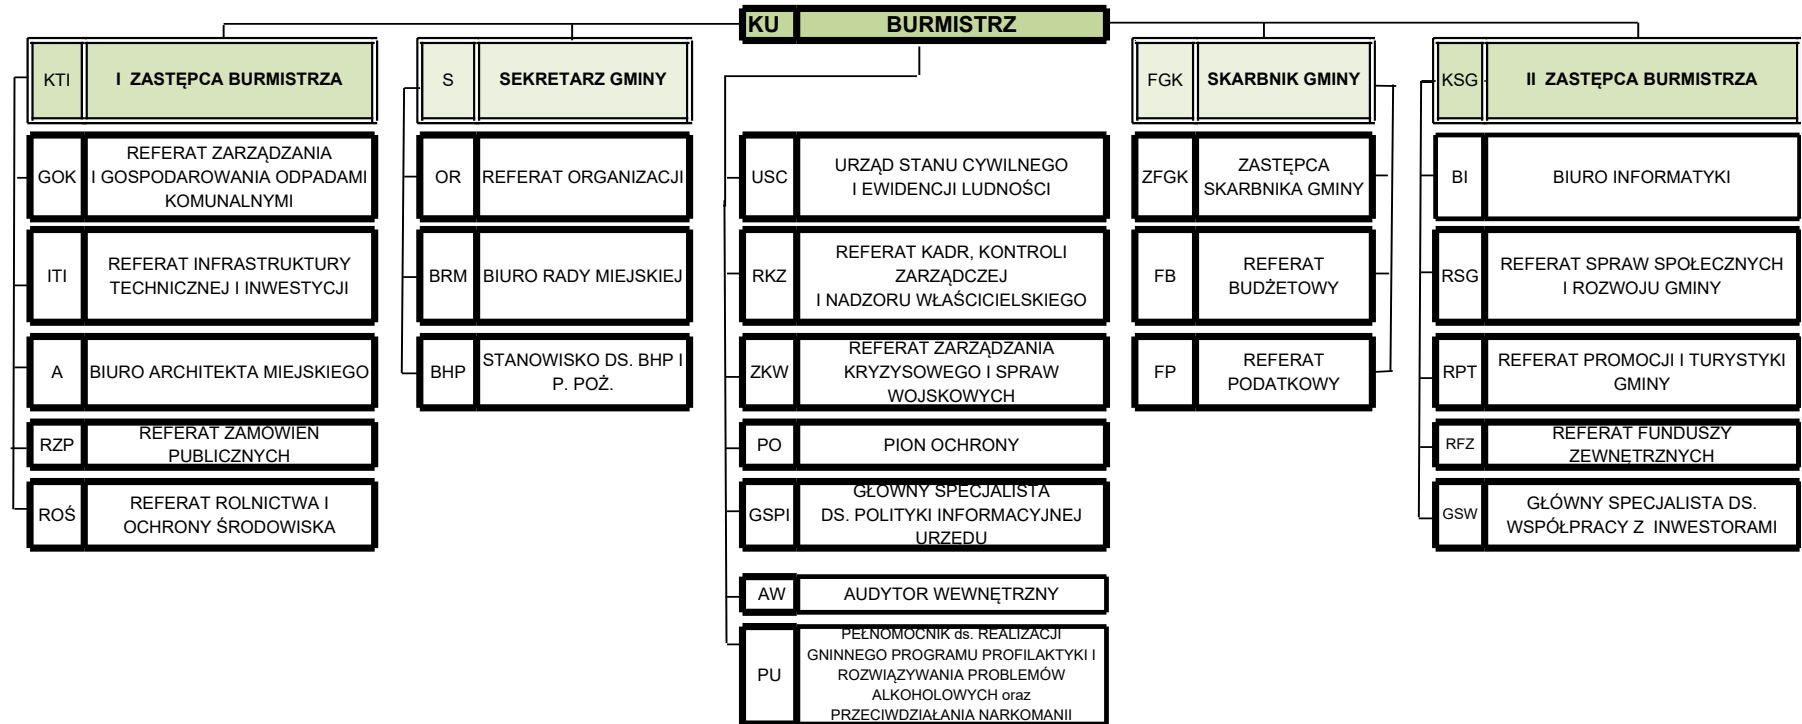 KU BURMISTRZ
KTI I ZASTĘPCA BURMISTRZA
GOK REFERAT ZARZĄDZANIA
I GOSPODAROWANIA ODPADAMI
KOMUNALNYMI
ITI REFERAT INFRASTRUKTURY
TECHNICZNEJ I INWESTYCJI
A BIURO ARCHITEKTA MIEJSKIEGO
RZP REFERAT ZAMÓWIEŃ
PUBLICZNYCH
ROŚ REFERAT ROLNICTWA I
OCHRONY ŚRODOWISKA
S SEKRETARZ GMINY
OR REFERAT ORGANIZACJI
BRM BIURO RADY MIEJSKIEJ
BHP STANOWISKO DS. BHP I
P. POŻ.
USC URZĄD STANU CYWILNEGO
I EWIDENCJI LUDNOŚCI
RKZ REFERAT KADR, KONTROLI
ZARZĄDCZEJ
I NADZORU WŁAŚCICIELSKIEGO
ZKW REFERAT ZARZĄDZANIA
KRYZYSOWEGO I SPRAW
WOJSKOWYCH
PO PION OCHRONY
GSPI GŁÓWNY SPECJALISTA
DS. POLITYKI INFORMACYJNEJ
URZĘDU
AW AUDYTOR WEWNĘTRZNY
PU PEŁNOMOCNIK ds. REALIZACJI
GNINNEGO PROGRAMU PROFILAKTYKI I
ROZWIĄZYWANIA PROBLEMÓW
ALKOHOLOWYCH oraz
PRZECIWDZIAŁANIA NARKOMANII
FGK SKARBNIK GMINY
ZFGK ZASTĘPCA
SKARBNIKA GMINY
FB REFERAT
BUDŻETOWY
FP REFERAT
PODATKOWY
KSG II ZASTĘPCA BURMISTRZA
BI BIURO INFORMATYKI
RSG REFERAT SPRAW SPOŁECZNYCH
I ROZWOJU GMINY
RPT REFERAT PROMOCJI I TURYSTYKI
GMINY
RFZ REFERAT FUNDUSZY
ZEWNĘTRZNYCH
GSW GŁÓWNY SPECJALISTA DS.
WSPÓŁPRACY Z INWESTORAMI